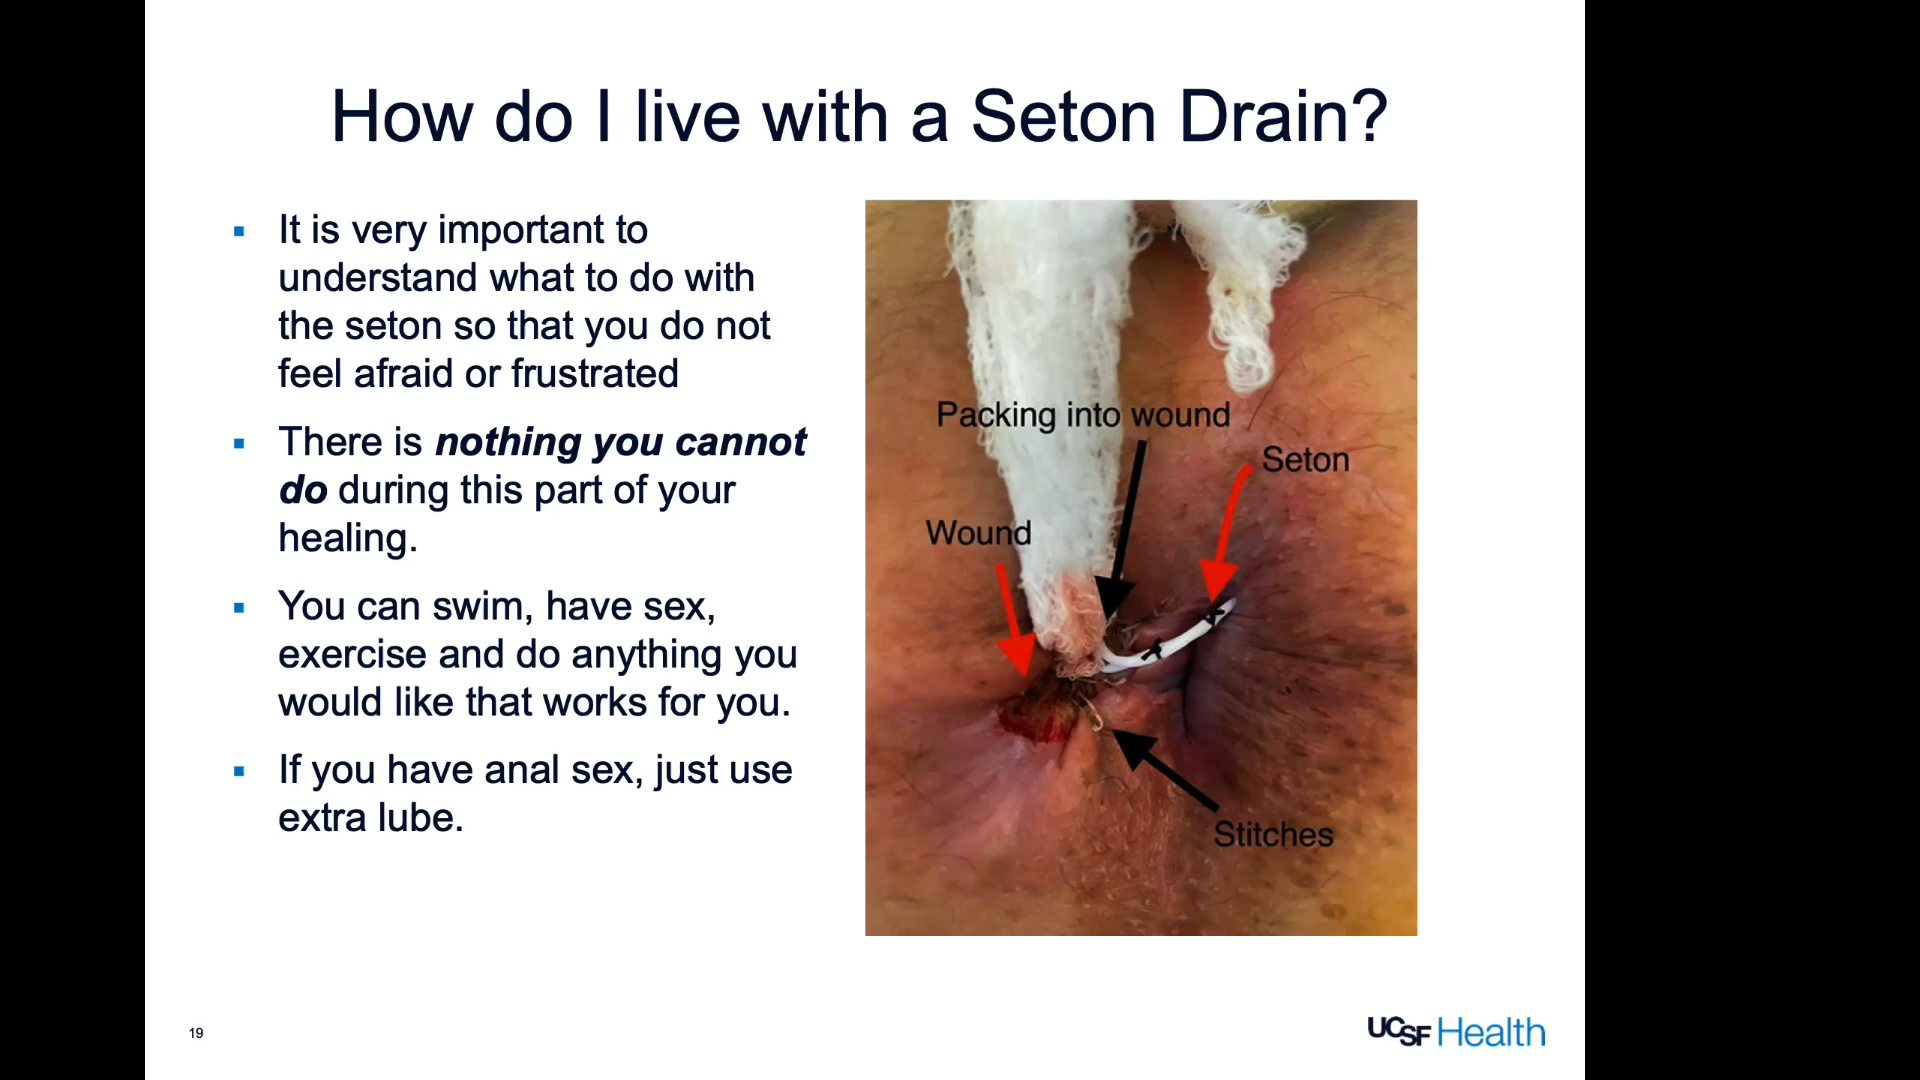 How do I live with a Seton Drain?
▪ It is very important to
understand what to do with
the seton so that you do not
feel afraid or frustrated
▪ There is nothing you cannot
do during this part of your
healing.
▪ You can swim, have sex,
exercise and do anything you
would like that works for you.
▪ If you have anal sex, just use
extra lube.
Packing into wound
Seton
Wound
Stitches
19
UCSF Health